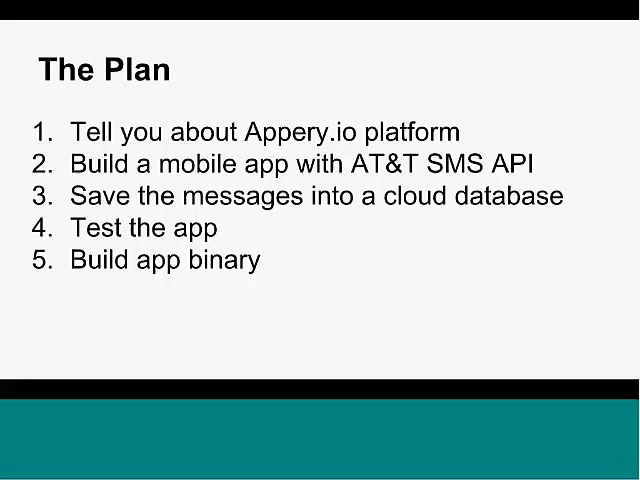 The Plan
1. Tell you about Appery.io platform
2. Build a mobile app with AT&T SMS API
3. Save the messages into a cloud database
4. Test the app
5. Build app binary